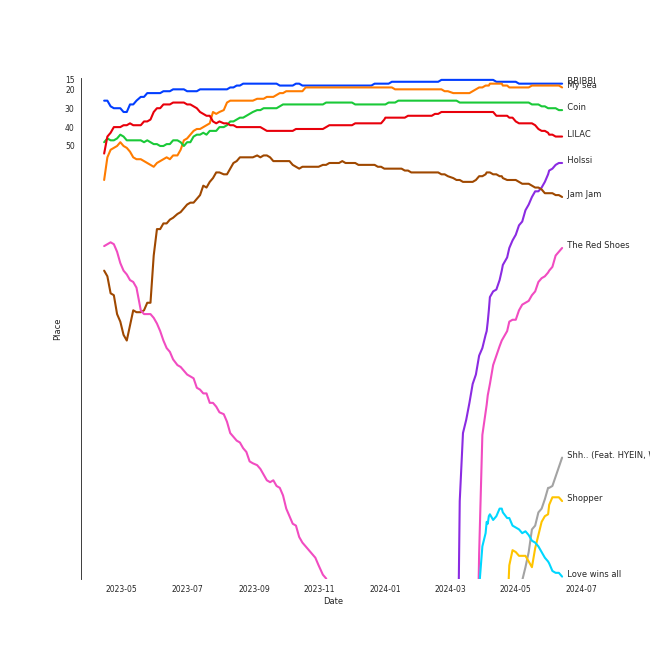 15
20
30
40
50
Place
BBIBBI
My sea
Coin
LILAC
Holssi
Jam Jam
The Red Shoes
Shh.. (Feat. HYEIN,
Shopper
Love wins all
2023-05
2023-07
2023-09
2023-11
2024-01
2024-03
2024-05
2024-07
Date